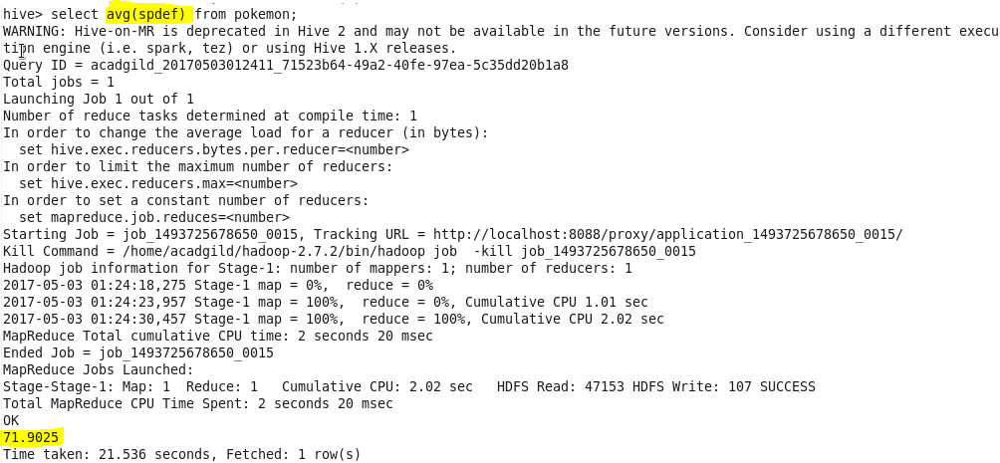 hive> select avg(spdef) from pokemon;
WARNING: Hive-on-MR is deprecated in Hive 2 and may not be available in the future versions. Consider using a different execu
tion engine (i.e. spark, tez) or using Hive 1.X releases.
Query ID = acadgild_20170503012411_71523b64-49a2-40fe-97ea-5c35dd20b1a8
Total jobs = 1
Launching Job 1 out of 1
Number of reduce tasks determined at compile time: 1
In order to change the average load for a reducer (in bytes):
  set hive.exec.reducers.bytes.per.reducer=<number>
In order to limit the maximum number of reducers:
  set hive.exec.reducers.max=<number>
In order to set a constant number of reducers:
  set mapreduce.job.reduces=<number>
Starting Job = job_1493725678650_0015, Tracking URL = http://localhost:8088/proxy/application_1493725678650_0015/
Kill Command = /home/acadgild/hadoop-2.7.2/bin/hadoop job  -kill job_1493725678650_0015
Hadoop job information for Stage-1: number of mappers: 1; number of reducers: 1
2017-05-03 01:24:18,275 Stage-1 map = 0%,  reduce = 0%
2017-05-03 01:24:23,957 Stage-1 map = 100%,  reduce = 0%, Cumulative CPU 1.01 sec
2017-05-03 01:24:30,457 Stage-1 map = 100%,  reduce = 100%, Cumulative CPU 2.02 sec
MapReduce Total cumulative CPU time: 2 seconds 20 msec
Ended Job = job_1493725678650_0015
MapReduce Jobs Launched:
Stage-Stage-1: Map: 1  Reduce: 1   Cumulative CPU: 2.02 sec   HDFS Read: 47153 HDFS Write: 107 SUCCESS
Total MapReduce CPU Time Spent: 2 seconds 20 msec
OK
71.9025
Time taken: 21.536 seconds, Fetched: 1 row(s)